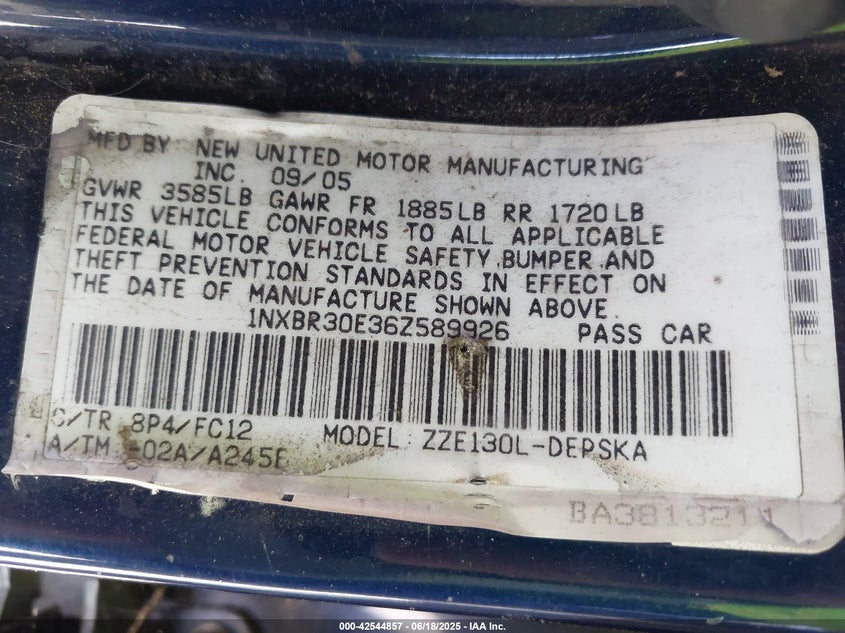 MFD BY NEW UNITED MOTOR MANUFACTURING
INC. 09/05
GVWR 3585LB GAWR FR 1885LB RR 1720LB
THIS VEHICLE CONFORMS TO ALL APPLICABLE
FEDERAL MOTOR VEHICLE SAFETY,BUMPER,AND
THEFT PREVENTION STANDARDS IN EFFECT ON
THE DATE OF MANUFACTURE SHOWN ABOVE.
1NXBR30E36Z589926 PASS CAR
C/TR 8P4/FC12 MODEL: ZZE130L-DEPSKA
A/TM -02A/A245E
000-42544857 - 06/18/2025 - IAA Inc.